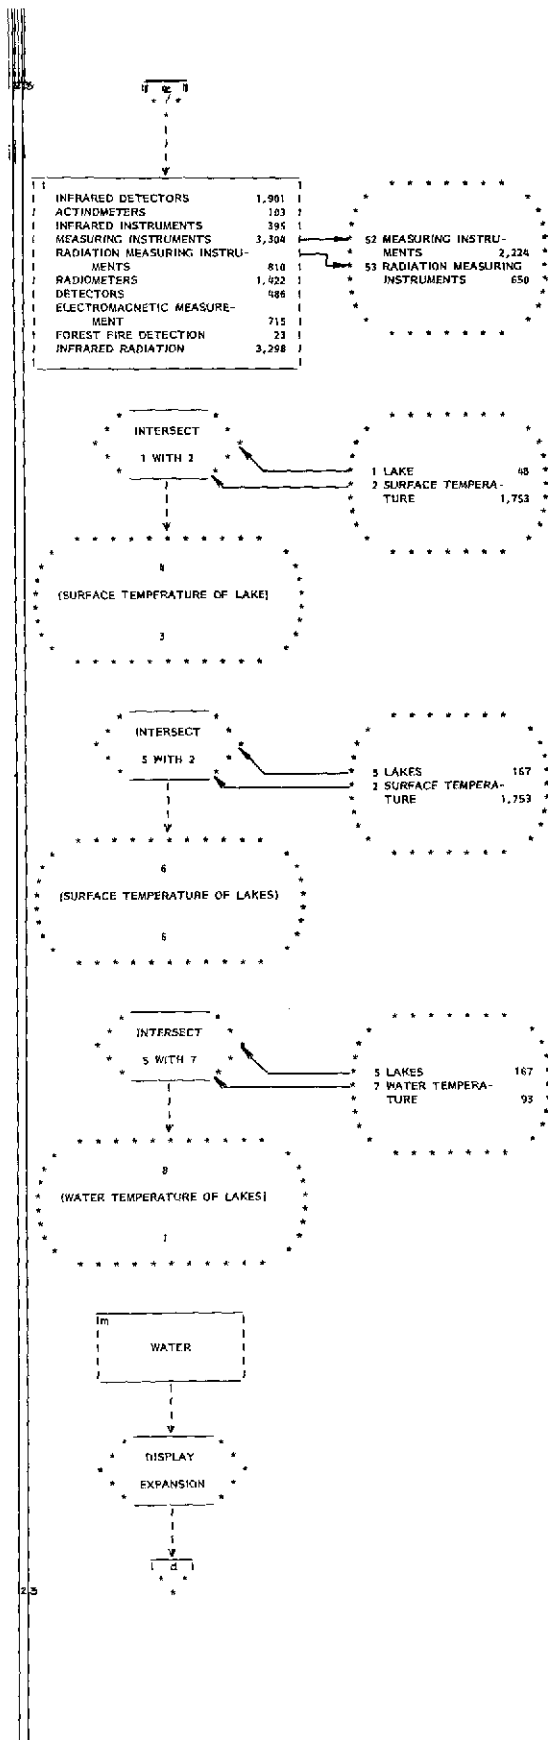 INFRARED DETECTORS 1,901
ACTINOMETERS 103
INFRARED INSTRUMENTS 395
MEASURING INSTRUMENTS 3,304
RADIATION MEASURING INSTRU-
MENTS 810
RADIOMETERS 1,422
DETECTORS 486
ELECTROMAGNETIC MEASURE-
MENT 715
FOREST FIRE DETECTION 23
INFRARED RADIATION 3,298
52 MEASURING INSTRU-
MENTS 2,224
53 RADIATION MEASURING
INSTRUMENTS 650
INTERSECT
1 WITH 2
1 LAKE 48
2 SURFACE TEMPERA-
TURE 1,753
4
(SURFACE TEMPERATURE OF LAKE)
3
INTERSECT
5 WITH 2
5 LAKES 167
2 SURFACE TEMPERA-
TURE 1,753
6
(SURFACE TEMPERATURE OF LAKES)
6
INTERSECT
5 WITH 7
5 LAKES 167
7 WATER TEMPERA-
TURE 93
8
(WATER TEMPERATURE OF LAKES)
1
m
WATER
DISPLAY
EXPANSION
d